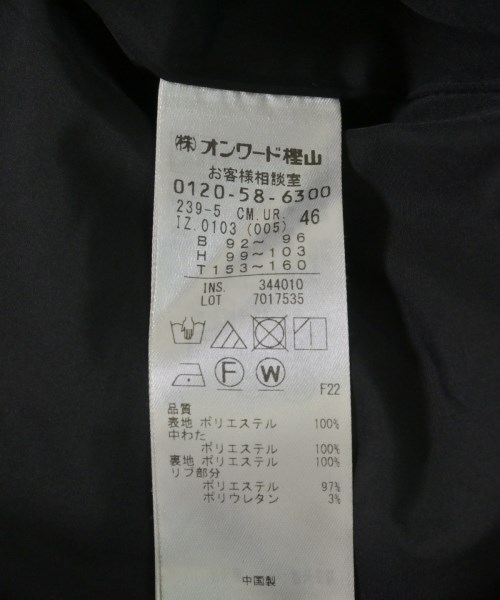 (株)オンワード樫山
お客様相談室
0120-58-6300
239-5 CM.UR. 46
IZ.0103 (005)
B 92～ 96
H 99～103
T 153～160
INS. 344010
LOT 7017535
F W
F22
品質
表地 ポリエステル 100%
中わた
ポリエステル 100%
裏地 ポリエステル 100%
リブ部分
ポリエステル 97%
ポリウレタン 3%
中国製